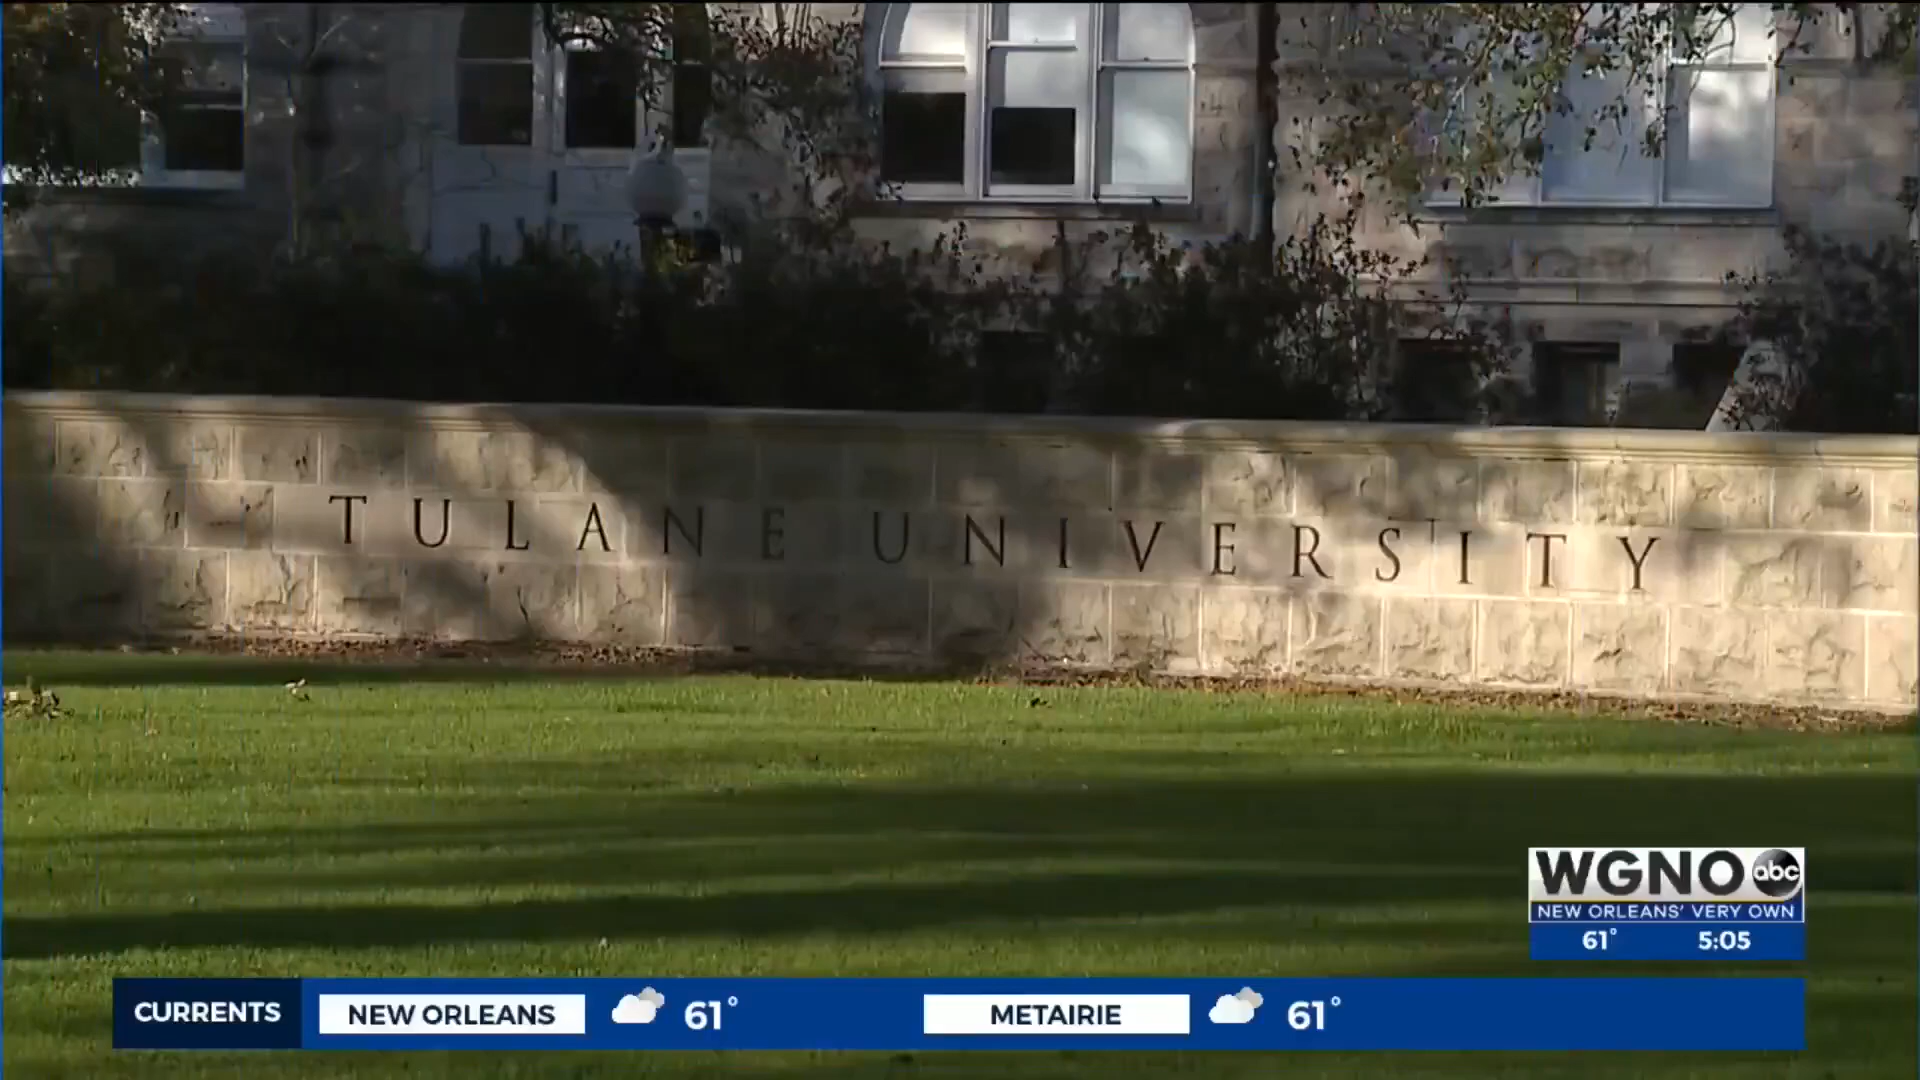 TULANE UNIVERSITY
WGNO abc
NEW ORLEANS' VERY OWN
61° 5:05
CURRENTS NEW ORLEANS 61° METAIRIE 61°